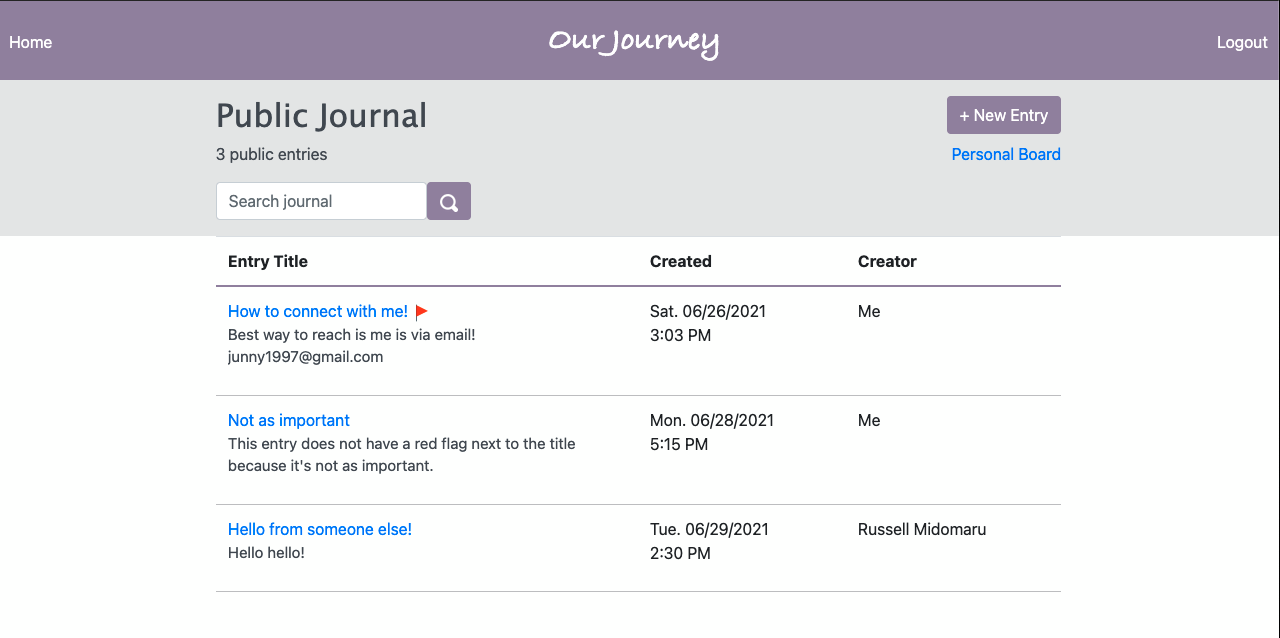 Home
Our Journey
Logout
Public Journal
+ New Entry
3 public entries
Personal Board
Search journal
Entry Title
Created
Creator
How to connect with me!
Sat. 06/26/2021
Me
Best way to reach is me is via email!
3:03 PM
junny1997@gmail.com
Not as important
Mon. 06/28/2021
Me
This entry does not have a red flag next to the title
5:15 PM
because it's not as important.
Hello from someone else!
Tue. 06/29/2021
Russell Midomaru
Hello hello!
2:30 PM